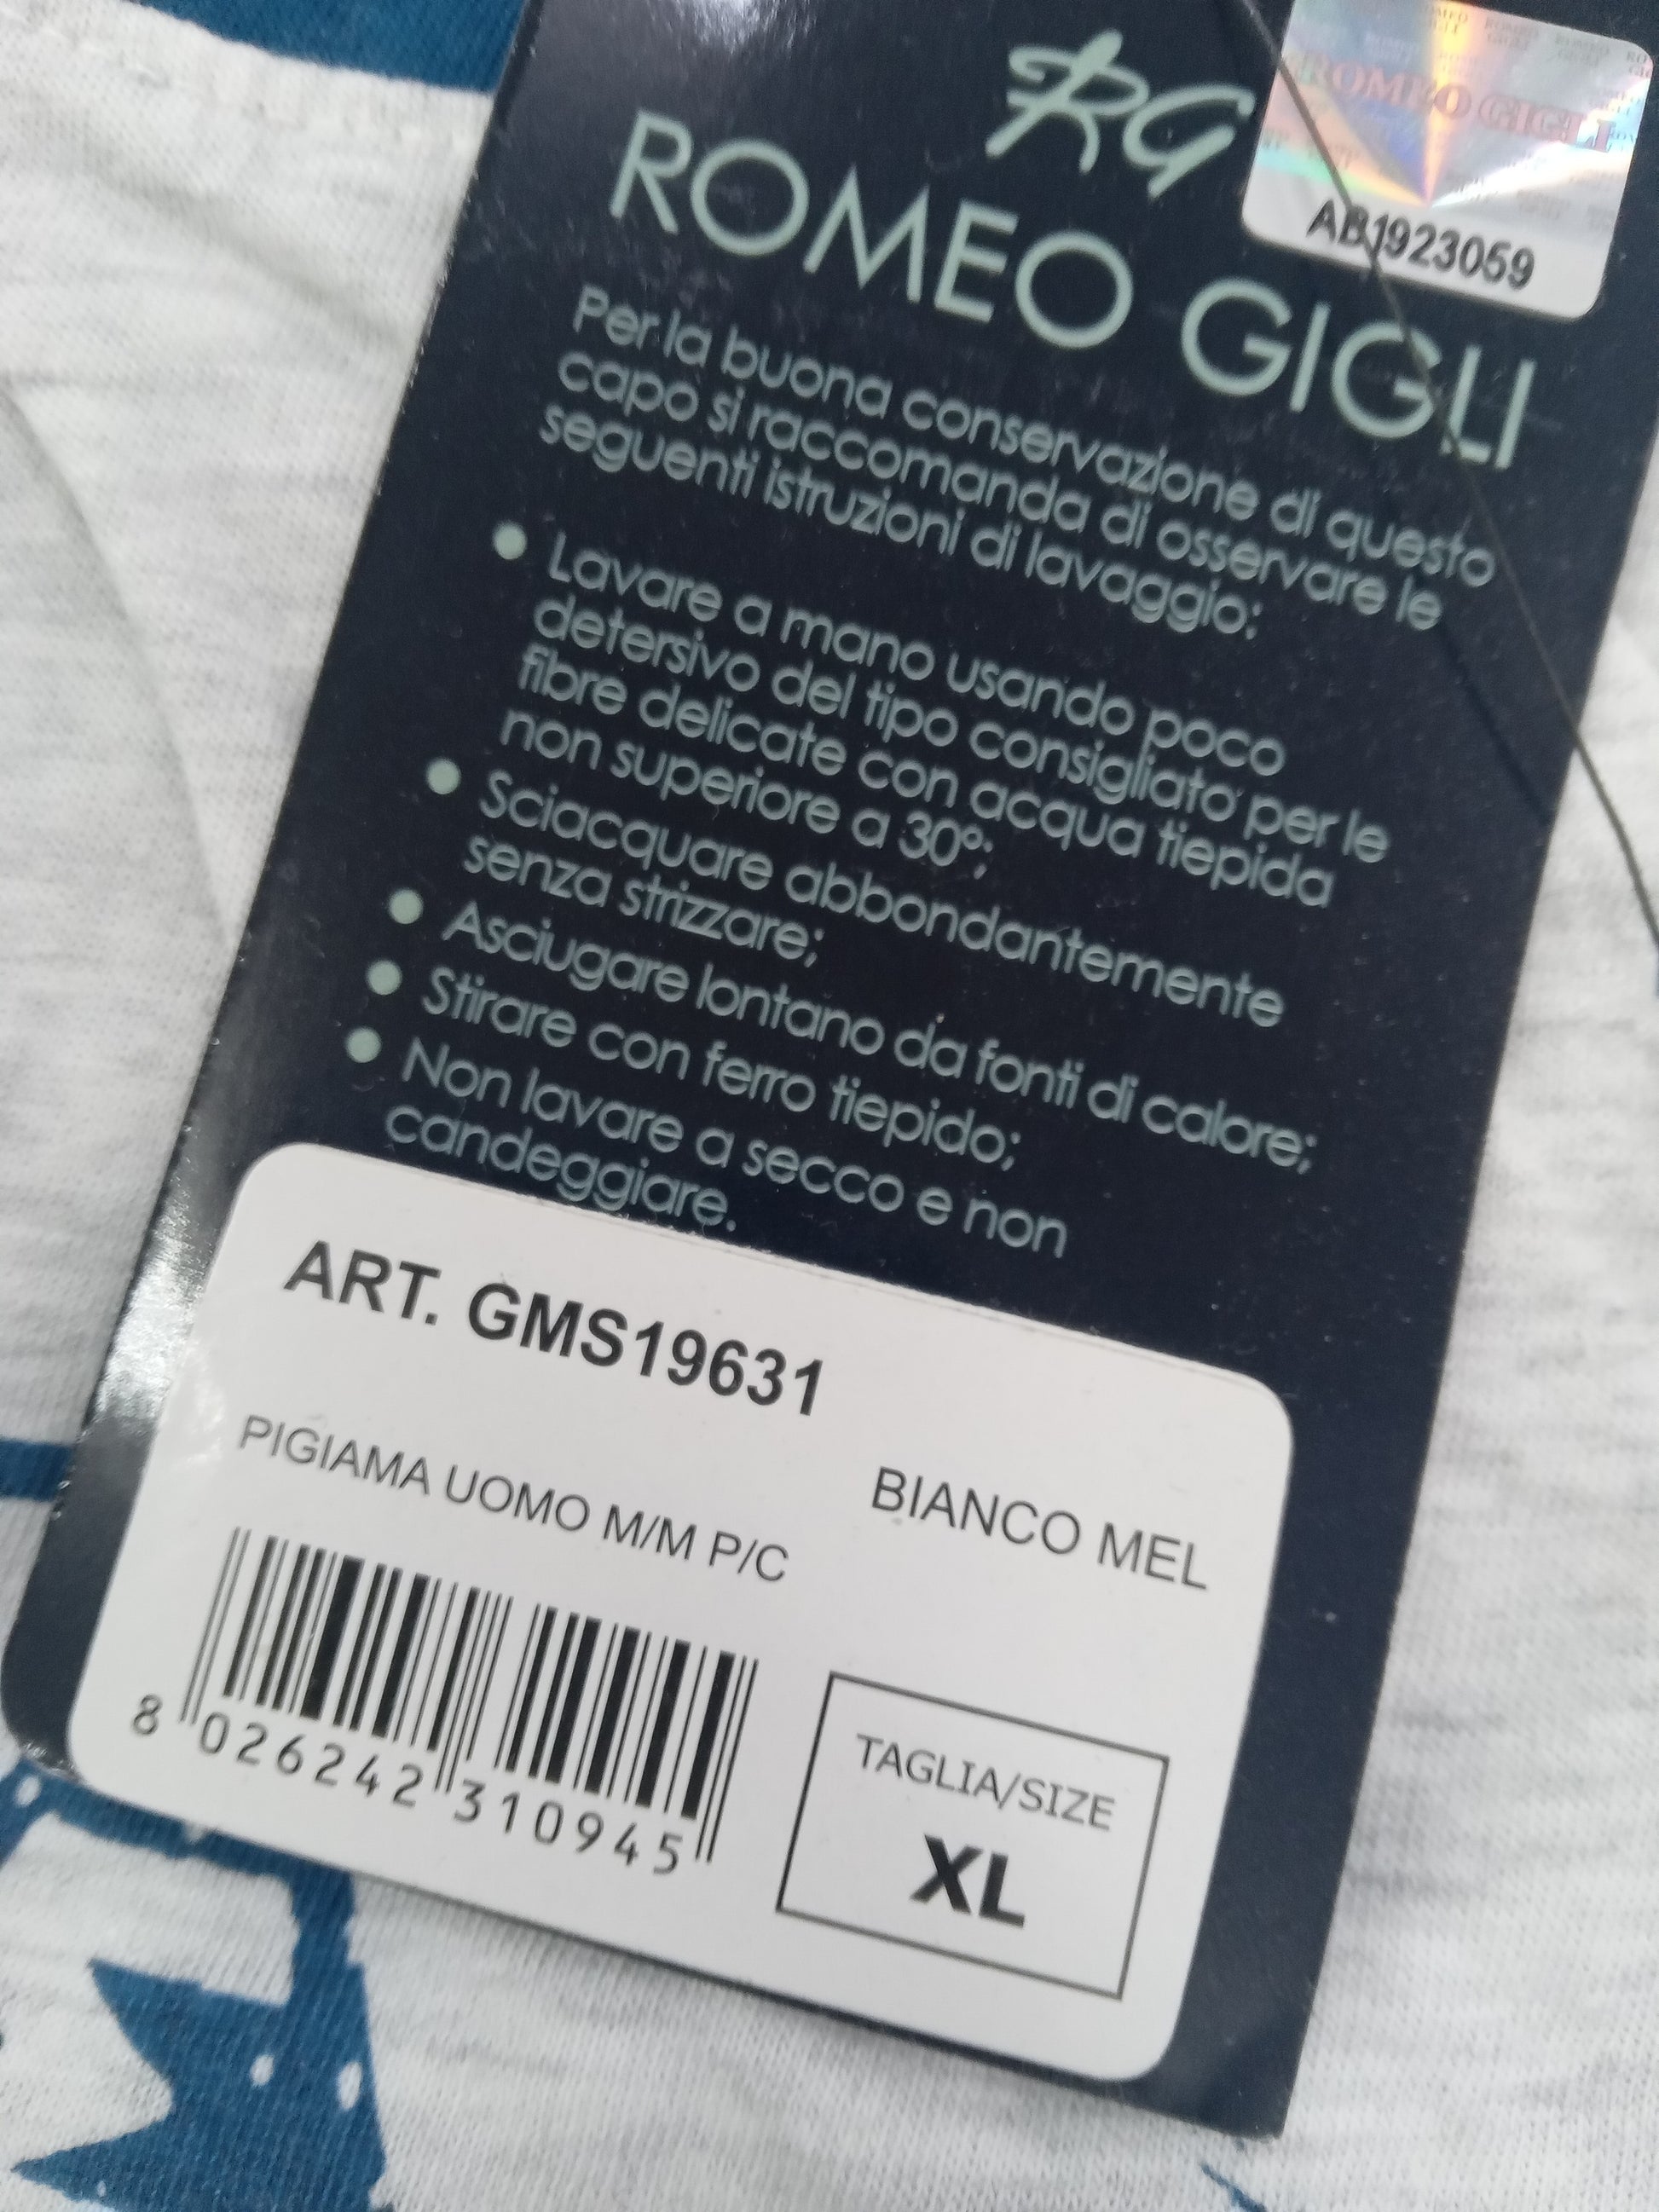 RG
ROMEO GIGLI
AB1923059
ROMEO GIGLI
Per la buona conservazione di questo
capo si raccomanda di osservare le
seguenti istruzioni di lavaggio:
• Lavare a mano usando poco
detersivo del tipo consigliato per le
fibre delicate con acqua tiepida
non superiore a 30°;
• Sciacquare abbondantemente
senza strizzare;
• Asciugare lontano da fonti di calore;
• Stirare con ferro tiepido;
• Non lavare a secco e non
candeggiare.
ART. GMS19631
PIGIAMA UOMO M/M P/C
BIANCO MEL
8 026242 310945
TAGLIA/SIZE
XL